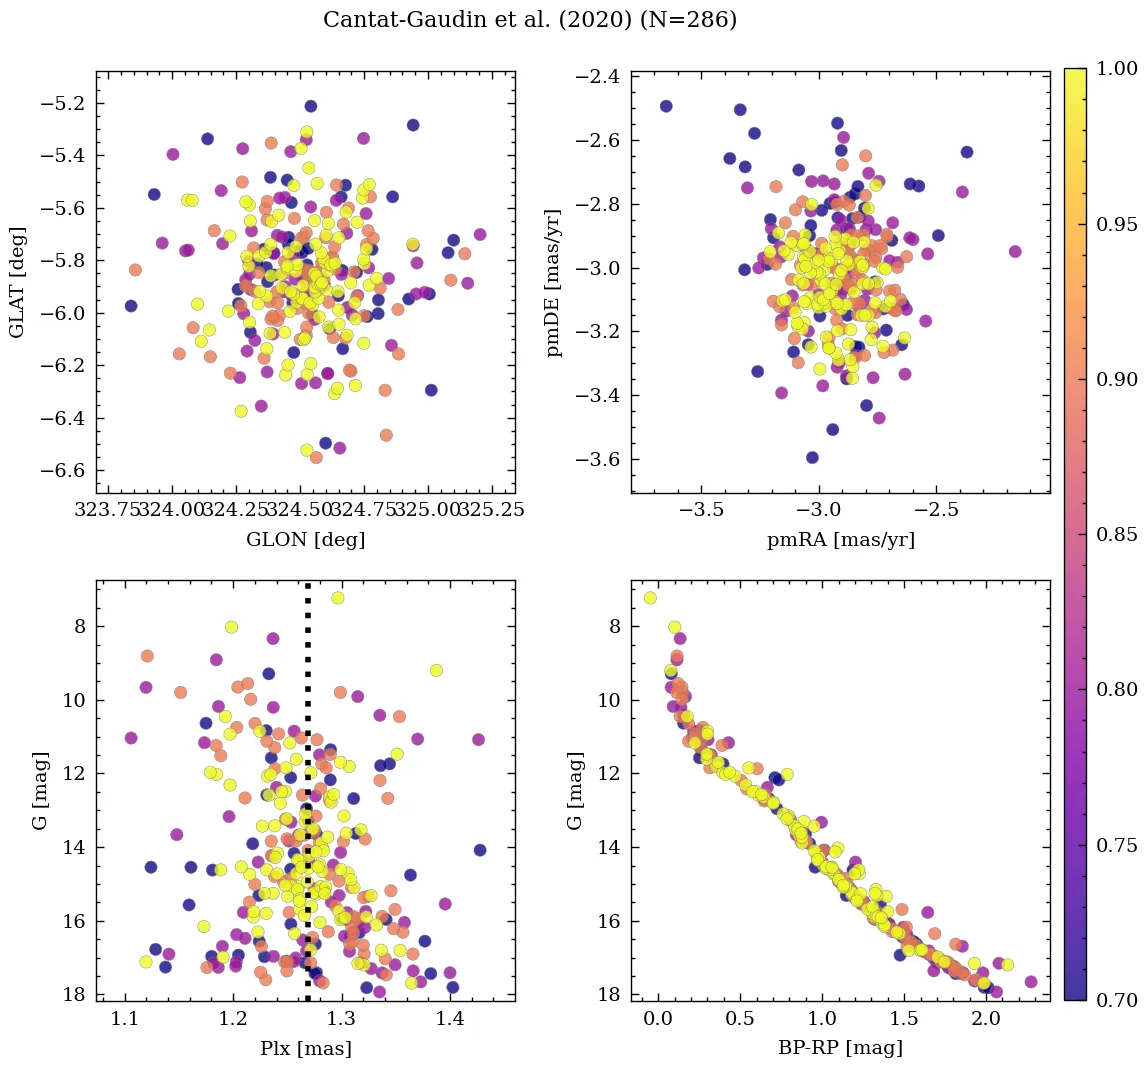 Cantat-Gaudin et al. (2020) (N=286)
−5.2
−5.4
−5.6
−5.8
−6.0
−6.2
−6.4
−6.6
GLAT [deg]
323.75 324.00 324.25 324.50 324.75 325.00 325.25
GLON [deg]
−2.4
−2.6
−2.8
−3.0
−3.2
−3.4
−3.6
pmDE [mas/yr]
−3.5 −3.0 −2.5
pmRA [mas/yr]
8
10
12
14
16
18
G [mag]
1.1 1.2 1.3 1.4
Plx [mas]
8
10
12
14
16
18
G [mag]
0.0 0.5 1.0 1.5 2.0
BP-RP [mag]
1.00
0.95
0.90
0.85
0.80
0.75
0.70